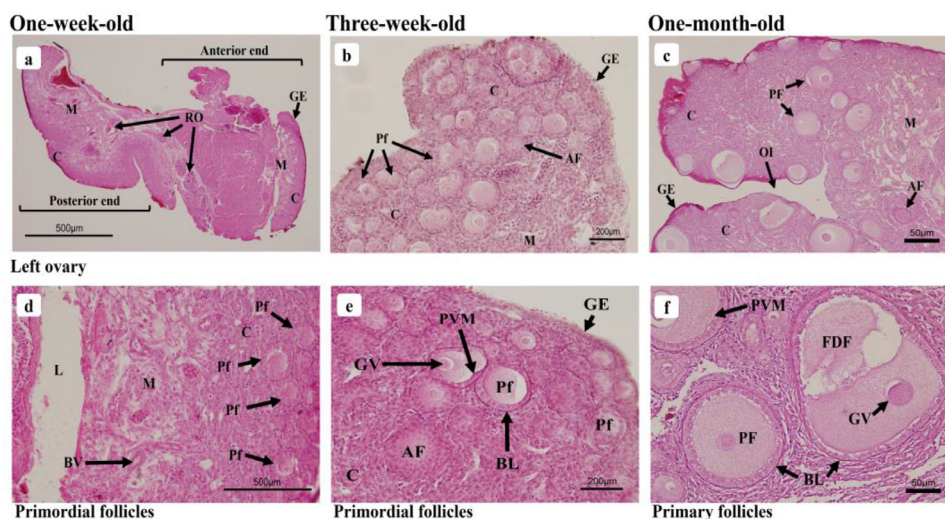 One-week-old
Three-week-old
One-month-old
a
Anterior end
GE
M
RO
M
C
C
Posterior end
500μm
b
GE
C
Pf
AF
C
M
200μm
c
PF
C
M
OI
AF
GE
C
50μm
Left ovary
d
Pf
C
Pf
L
M
Pf
Pf
BV
500μm
e
GE
PVM
GV
Pf
Pf
AF
BL
C
200μm
f
PVM
FDF
GV
PF
BL
50μm
Primordial follicles
Primordial follicles
Primary follicles